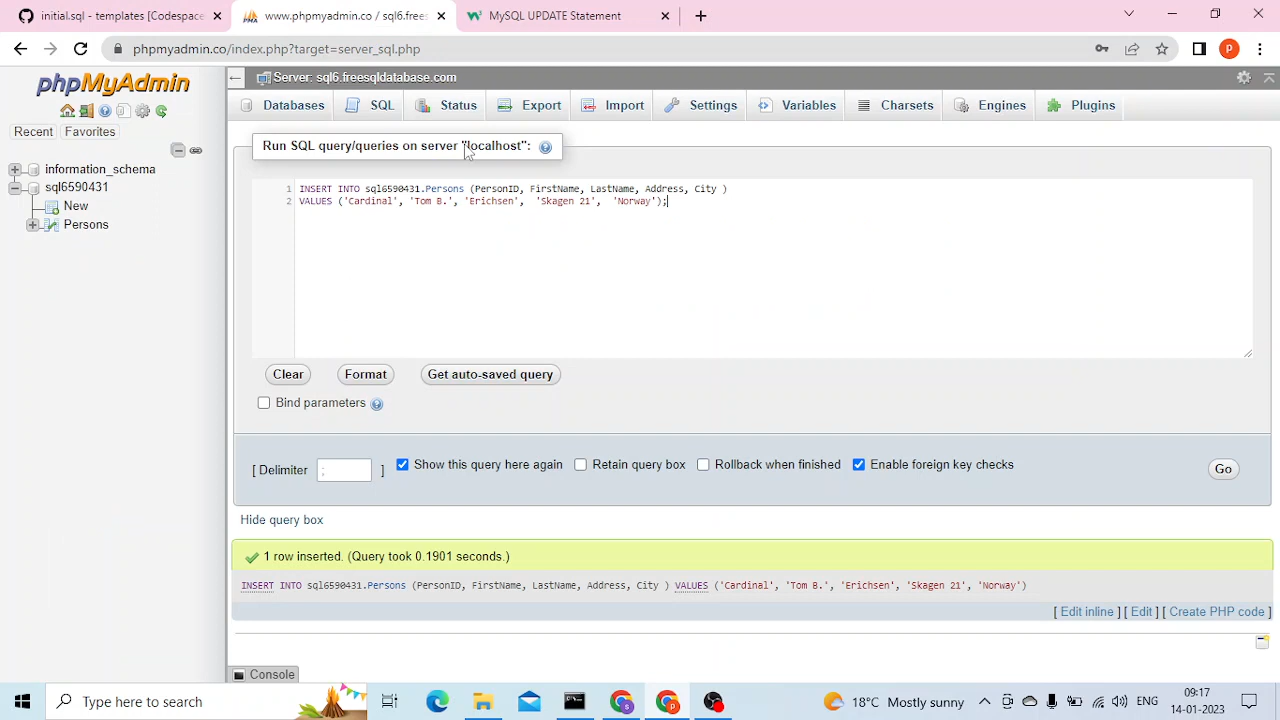 initial.sql - templates [Codespace
www.phpmyadmin.co / sql6.frees
MySQL UPDATE Statement
phpmyadmin.co/index.php?target=server_sql.php
P
phpMyAdmin
Recent
Favorites
information_schema
sql6590431
New
Persons
Server: sql6.freesqldatabase.com
Databases
SQL
Status
Export
Import
Settings
Variables
Charsets
Engines
Plugins
Run SQL query/queries on server "localhost":
1 INSERT INTO sql6590431.Persons (PersonID, FirstName, LastName, Address, City )
2 VALUES ('Cardinal', 'Tom B.', 'Erichsen', 'Skagen 21', 'Norway');
Clear
Format
Get auto-saved query
Bind parameters
[ Delimiter ; ]
Show this query here again
Retain query box
Rollback when finished
Enable foreign key checks
Go
Hide query box
1 row inserted. (Query took 0.1901 seconds.)
INSERT INTO sql6590431.Persons (PersonID, FirstName, LastName, Address, City ) VALUES ('Cardinal', 'Tom B.', 'Erichsen', 'Skagen 21', 'Norway')
[ Edit inline ] [ Edit ] [ Create PHP code ]
Console
Type here to search
18°C Mostly sunny
ENG
09:17
14-01-2023